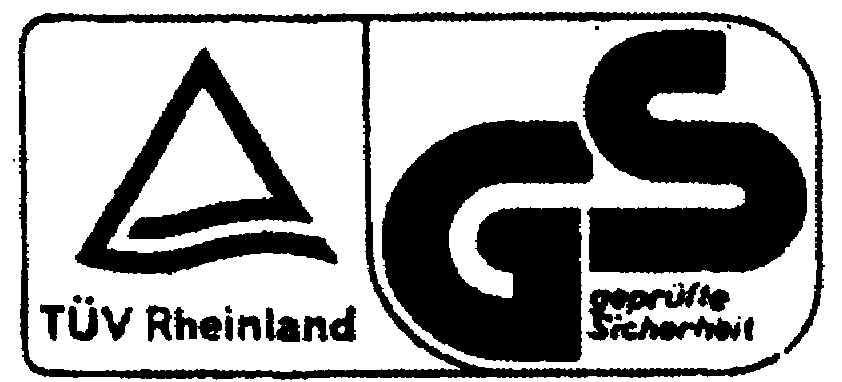 TÜV Rheinland
GS
geprüfte
Sicherheit